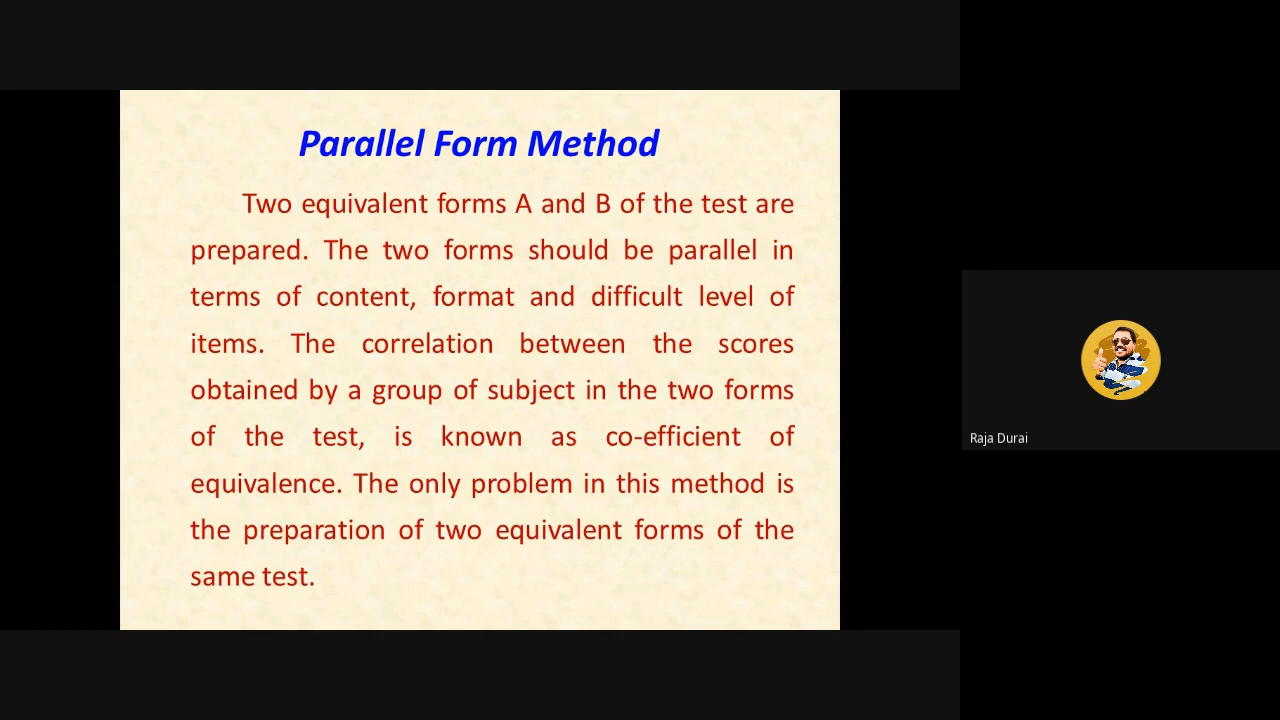 Parallel Form Method
Two equivalent forms A and B of the test are
prepared. The two forms should be parallel in
terms of content, format and difficult level of
items. The correlation between the scores
obtained by a group of subject in the two forms
of the test, is known as co-efficient of
equivalence. The only problem in this method is
the preparation of two equivalent forms of the
same test.
Raja Durai